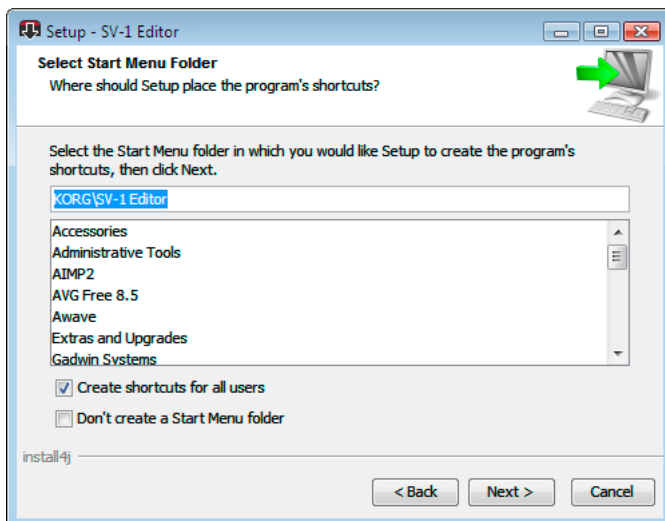 Setup - SV-1 Editor
Select Start Menu Folder
Where should Setup place the program's shortcuts?
Select the Start Menu folder in which you would like Setup to create the program's
shortcuts, then click Next.
KORG\SV-1 Editor
Accessories
Administrative Tools
AIMP2
AVG Free 8.5
Awave
Extras and Upgrades
Gadwin Systems
Create shortcuts for all users
Don't create a Start Menu folder
install4j
< Back Next > Cancel